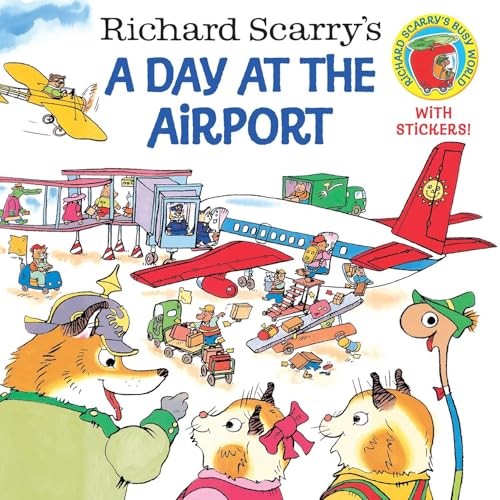 Richard Scarry's
A DAY AT THE
AiRPORT
RICHARD SCARRY'S BUSY WORLD
WiTH
STiCKERS!